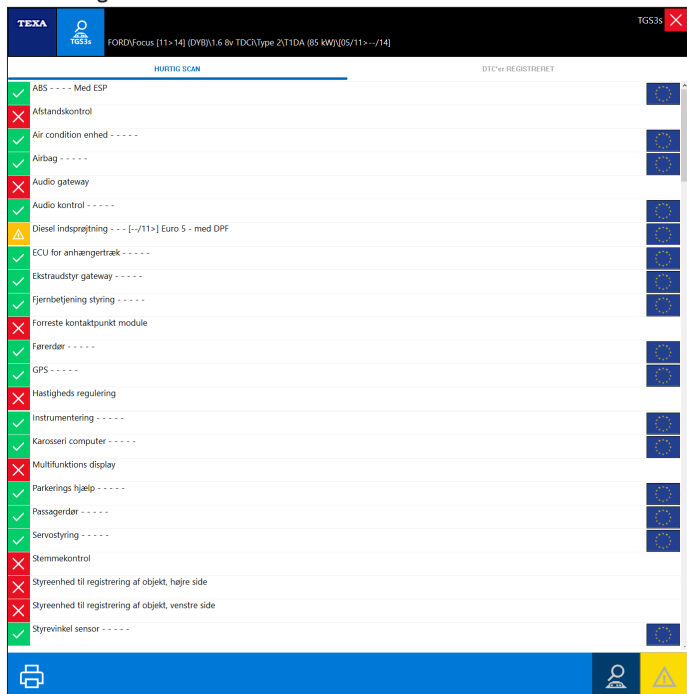 TEXA
TGS3s
TGS3s
FORD\Focus [11>14] (DYB)\1.6 8v TDCi\Type 2\T1DA (85 kW)\[05/11>--/14]
HURTIG SCAN
DTC'er REGISTRERET
ABS - - - - Med ESP
Afstandskontrol
Air condition enhed - - - - -
Airbag - - - - -
Audio gateway
Audio kontrol - - - - -
Diesel indsprøjtning - - - [--/11>] Euro 5 - med DPF
ECU for anhængertræk - - - - -
Ekstraudstyr gateway - - - - -
Fjernbetjening styring - - - - -
Forreste kontaktpunkt module
Førerdør - - - - -
GPS - - - - -
Hastigheds regulering
Instrumentering - - - - -
Karosseri computer - - - - -
Multifunktions display
Parkerings hjælp - - - - -
Passagerdør - - - - -
Servostyring - - - - -
Stemmekontrol
Styreenhed til registrering af objekt, højre side
Styreenhed til registrering af objekt, venstre side
Styrevinkel sensor - - - - -